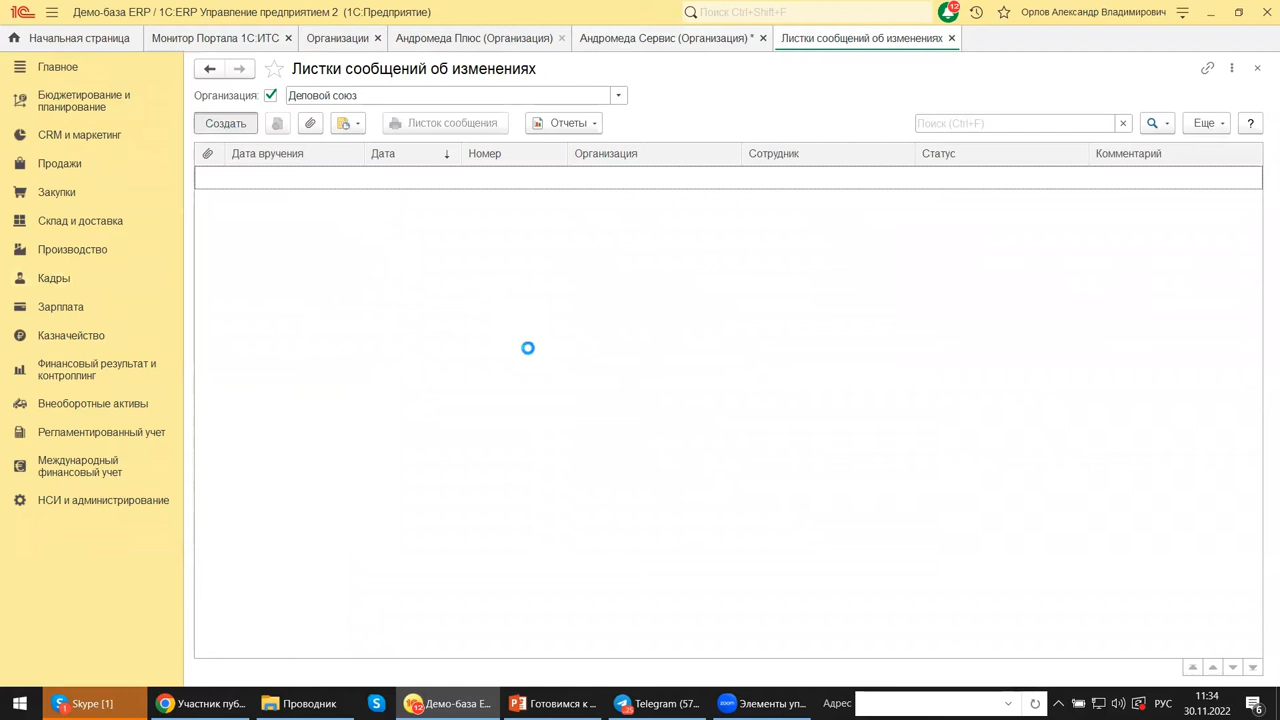 Демо-база ERP / 1С:ERP Управление предприятием 2 (1С:Предприятие)
Поиск Ctrl+Shift+F
12
Орлов Александр Владимирович
Начальная страница
Монитор Портала 1С:ИТС
Организации
Андромеда Плюс (Организация)
Андромеда Сервис (Организация) *
Листки сообщений об изменениях
Главное
Бюджетирование и
планирование
CRM и маркетинг
Продажи
Закупки
Склад и доставка
Производство
Кадры
Зарплата
Казначейство
Финансовый результат и
контроллинг
Внеоборотные активы
Регламентированный учет
Международный
финансовый учет
НСИ и администрирование
Листки сообщений об изменениях
Организация:
Деловой союз
Создать
Листок сообщения
Отчеты
Поиск (Ctrl+F)
Еще
?
Дата вручения
Дата
Номер
Организация
Сотрудник
Статус
Комментарий
Skype [1]
Участник пуб...
Проводник
Демо-база E...
Готовимся к ...
Telegram (57...
Элементы уп...
Адрес
РУС
11:34
30.11.2022
6